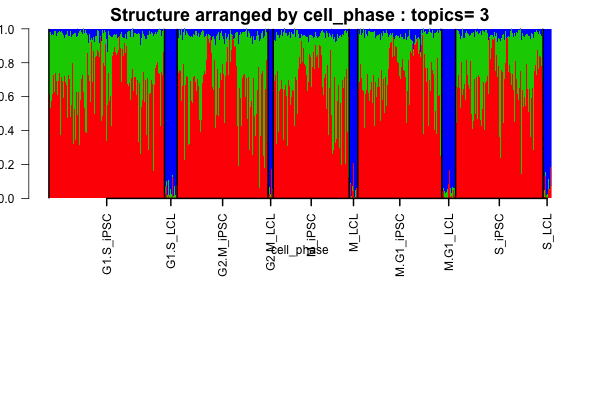 Structure arranged by cell_phase : topics= 3
1.0
0.8
0.6
0.4
0.2
0.0
G1.S_iPSC
G1.S_LCL
G2.M_iPSC
G2.M_LCL
M_iPSC
M_LCL
M.G1_iPSC
M.G1_LCL
S_iPSC
S_LCL
cell_phase